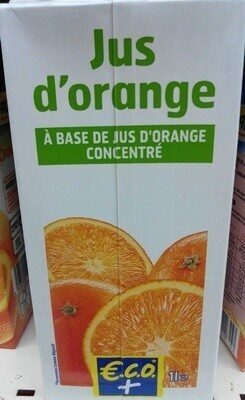 Jus
d'orange
À BASE DE JUS D'ORANGE
CONCENTRÉ
€.C.O.
+
1L e